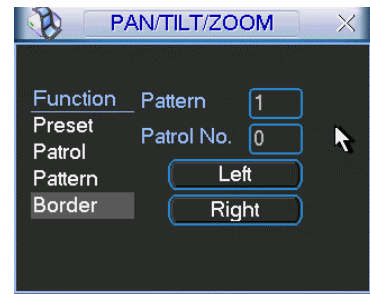 PAN/TILT/ZOOM
Function
Preset
Patrol
Pattern
Border
Pattern 1
Patrol No. 0
Left
Right